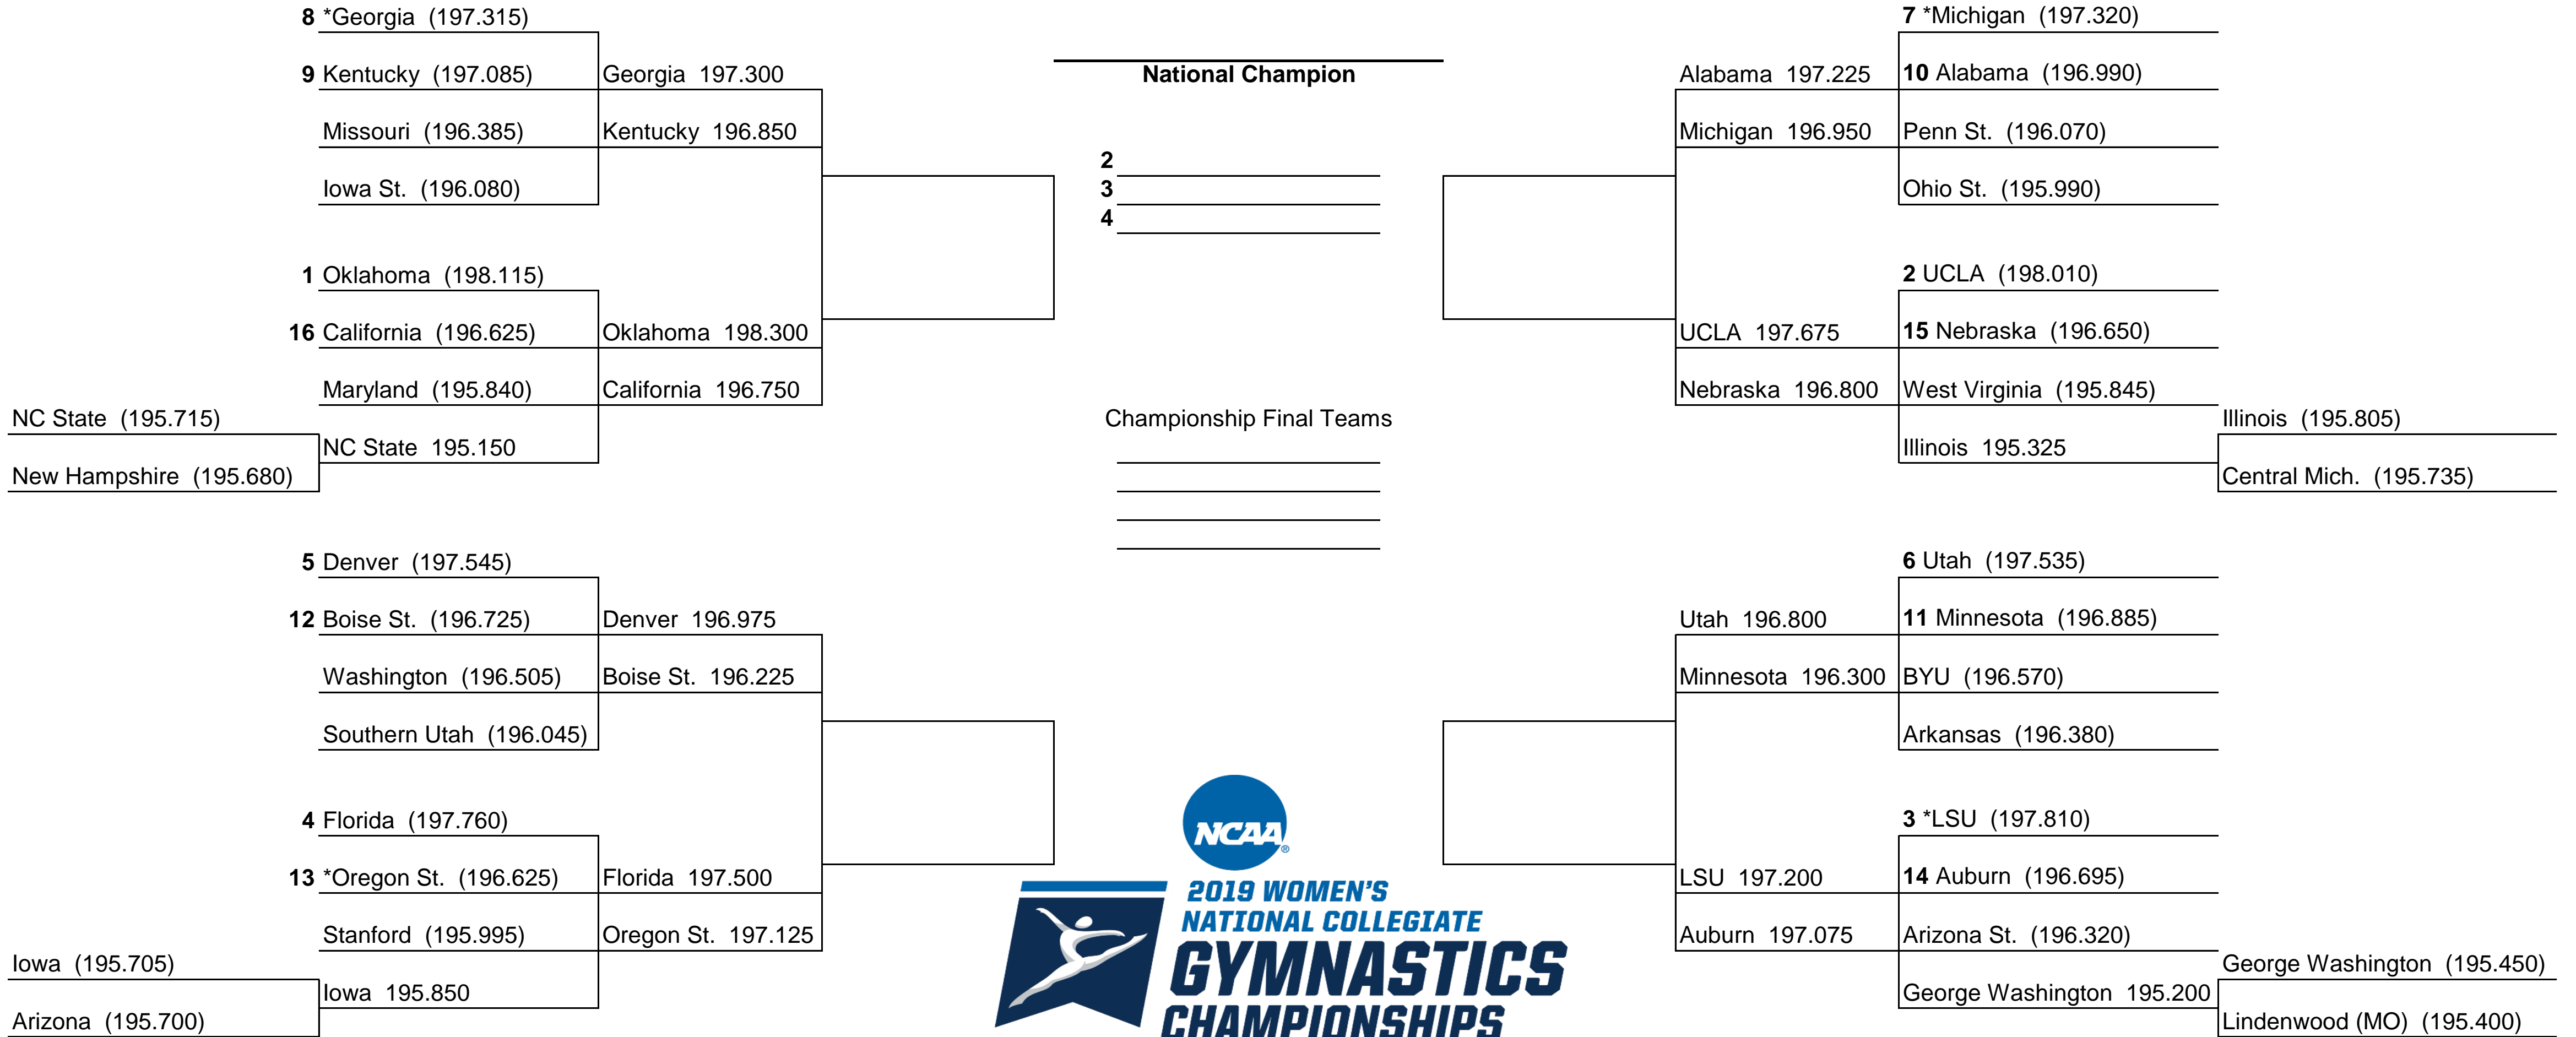 8 *Georgia (197.315)
9 Kentucky (197.085)
Missouri (196.385)
Iowa St. (196.080)
Georgia 197.300
Kentucky 196.850
1 Oklahoma (198.115)
16 California (196.625)
Maryland (195.840)
NC State 195.150
NC State (195.715)
New Hampshire (195.680)
Oklahoma 198.300
California 196.750
5 Denver (197.545)
12 Boise St. (196.725)
Washington (196.505)
Southern Utah (196.045)
Denver 196.975
Boise St. 196.225
4 Florida (197.760)
13 *Oregon St. (196.625)
Stanford (195.995)
Iowa 195.850
Iowa (195.705)
Arizona (195.700)
Florida 197.500
Oregon St. 197.125
National Champion
2
3
4
Championship Final Teams
NCAA®
2019 WOMEN'S
NATIONAL COLLEGIATE
GYMNASTICS
CHAMPIONSHIPS
7 *Michigan (197.320)
10 Alabama (196.990)
Penn St. (196.070)
Ohio St. (195.990)
Alabama 197.225
Michigan 196.950
2 UCLA (198.010)
15 Nebraska (196.650)
West Virginia (195.845)
Illinois 195.325
Illinois (195.805)
Central Mich. (195.735)
UCLA 197.675
Nebraska 196.800
6 Utah (197.535)
11 Minnesota (196.885)
BYU (196.570)
Arkansas (196.380)
Utah 196.800
Minnesota 196.300
3 *LSU (197.810)
14 Auburn (196.695)
Arizona St. (196.320)
George Washington 195.200
George Washington (195.450)
Lindenwood (MO) (195.400)
LSU 197.200
Auburn 197.075